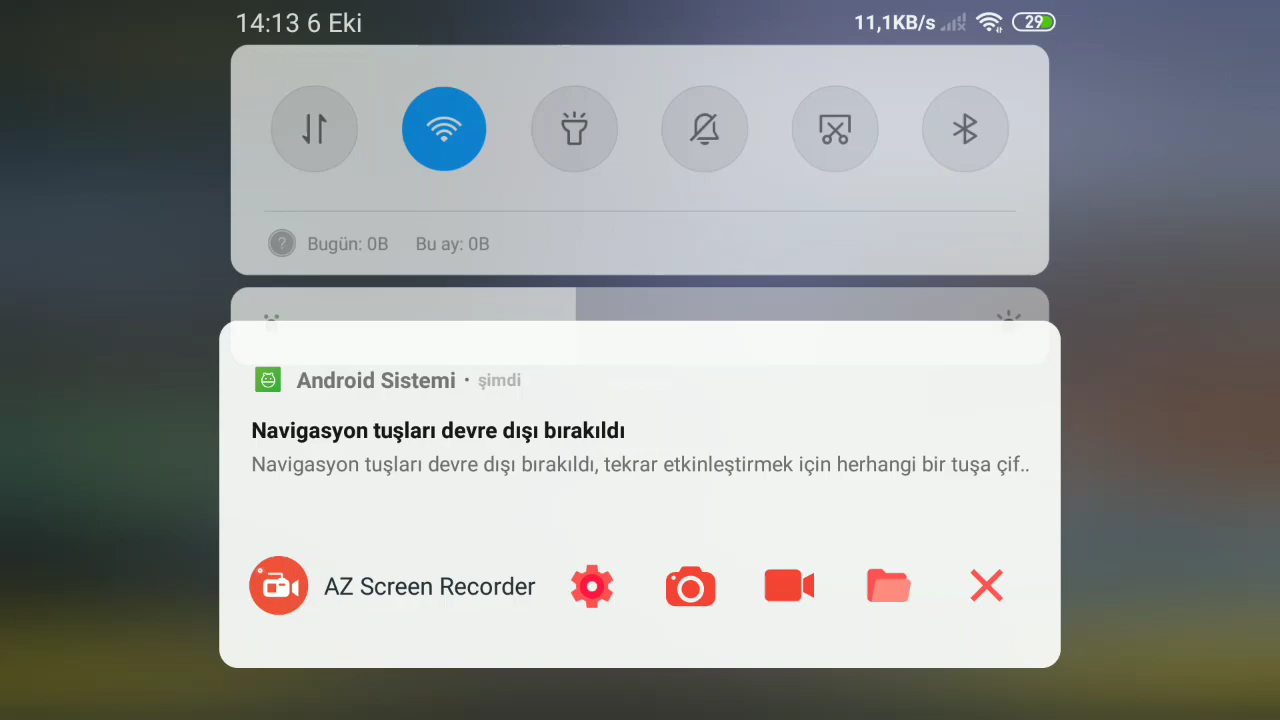 14:13 6 Eki
11,1KB/s
29
Bugün: 0B Bu ay: 0B
Android Sistemi · şimdi
Navigasyon tuşları devre dışı bırakıldı
Navigasyon tuşları devre dışı bırakıldı, tekrar etkinleştirmek için herhangi bir tuşa çif..
AZ Screen Recorder